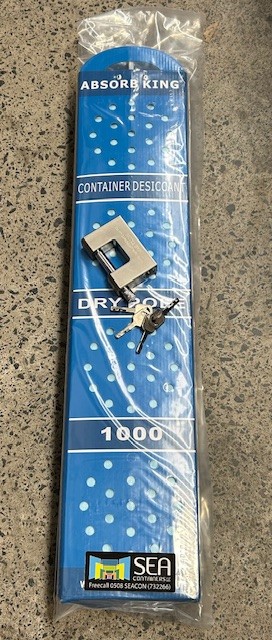 ABSORB KING
CONTAINER DESICCANT
DRY POLE
1000
SEA
CONTAINERS
Freecall 0508 SEACON (732266)